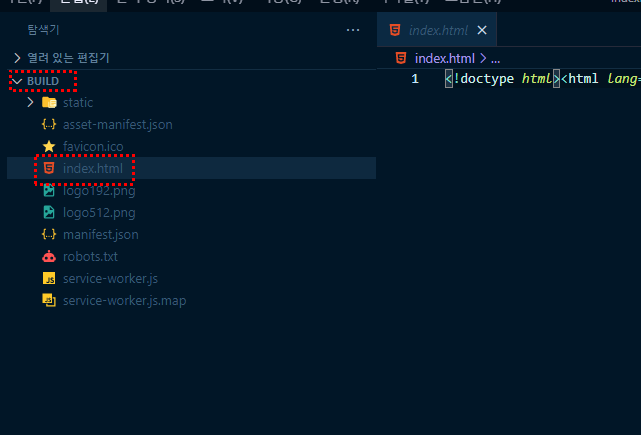 탐색기
index.html
열려 있는 편집기
index.html > ...
BUILD
1 <!doctype html><html lang=
static
asset-manifest.json
favicon.ico
index.html
logo192.png
logo512.png
manifest.json
robots.txt
service-worker.js
service-worker.js.map